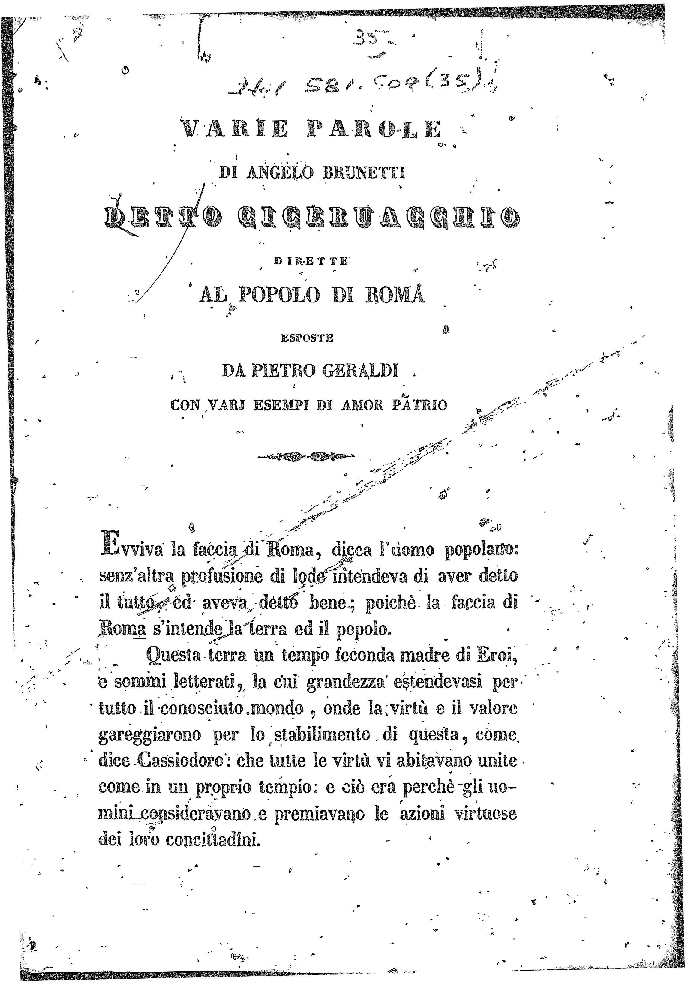 35
581.
(35)
VARIE PAROLE
DI ANGELO BRUNETTI
DETTO CICERUACCHIO
DIRETTE
AL POPOLO DI ROMA
ESPOSTE
DA PIETRO GERALDI
CON VARJ ESEMPI DI AMOR PATRIO
Evviva la faccia di Roma, dicea l'uomo popolano:
senz'altra profusione di lode intendeva di aver detto
il tutto, ed aveva detto bene; poichè la faccia di
Roma s'intende la terra ed il popolo.
Questa terra un tempo feconda madre di Eroi,
e sommi letterati, la cui grandezza estendevasi per
tutto il conosciuto mondo, onde la virtù e il valore
gareggiarono per lo stabilimento di questa, come
dice Cassiodoro: che tutte le virtù vi abitavano unite
come in un proprio tempio: e ciò era perchè gli uo-
mini consideravano e premiavano le azioni virtuose
dei loro concittadini.